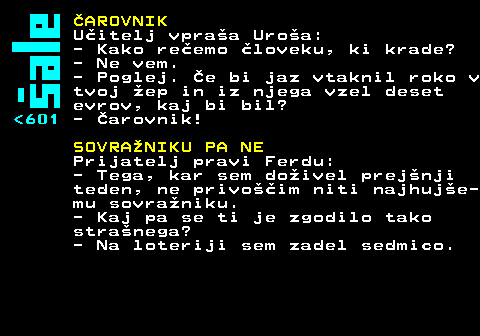 šale
<601
ČAROVNIK
Učitelj vpraša Uroša:
- Kako rečemo človeku, ki krade?
- Ne vem.
- Poglej. Če bi jaz vtaknil roko v
tvoj žep in iz njega vzel deset
evrov, kaj bi bil?
- Čarovnik!
SOVRAŽNIKU PA NE
Prijatelj pravi Ferdu:
- Tega, kar sem doživel prejšnji
teden, ne privoščim niti najhujše-
mu sovražniku.
- Kaj pa se ti je zgodilo tako
strašnega?
- Na loteriji sem zadel sedmico.